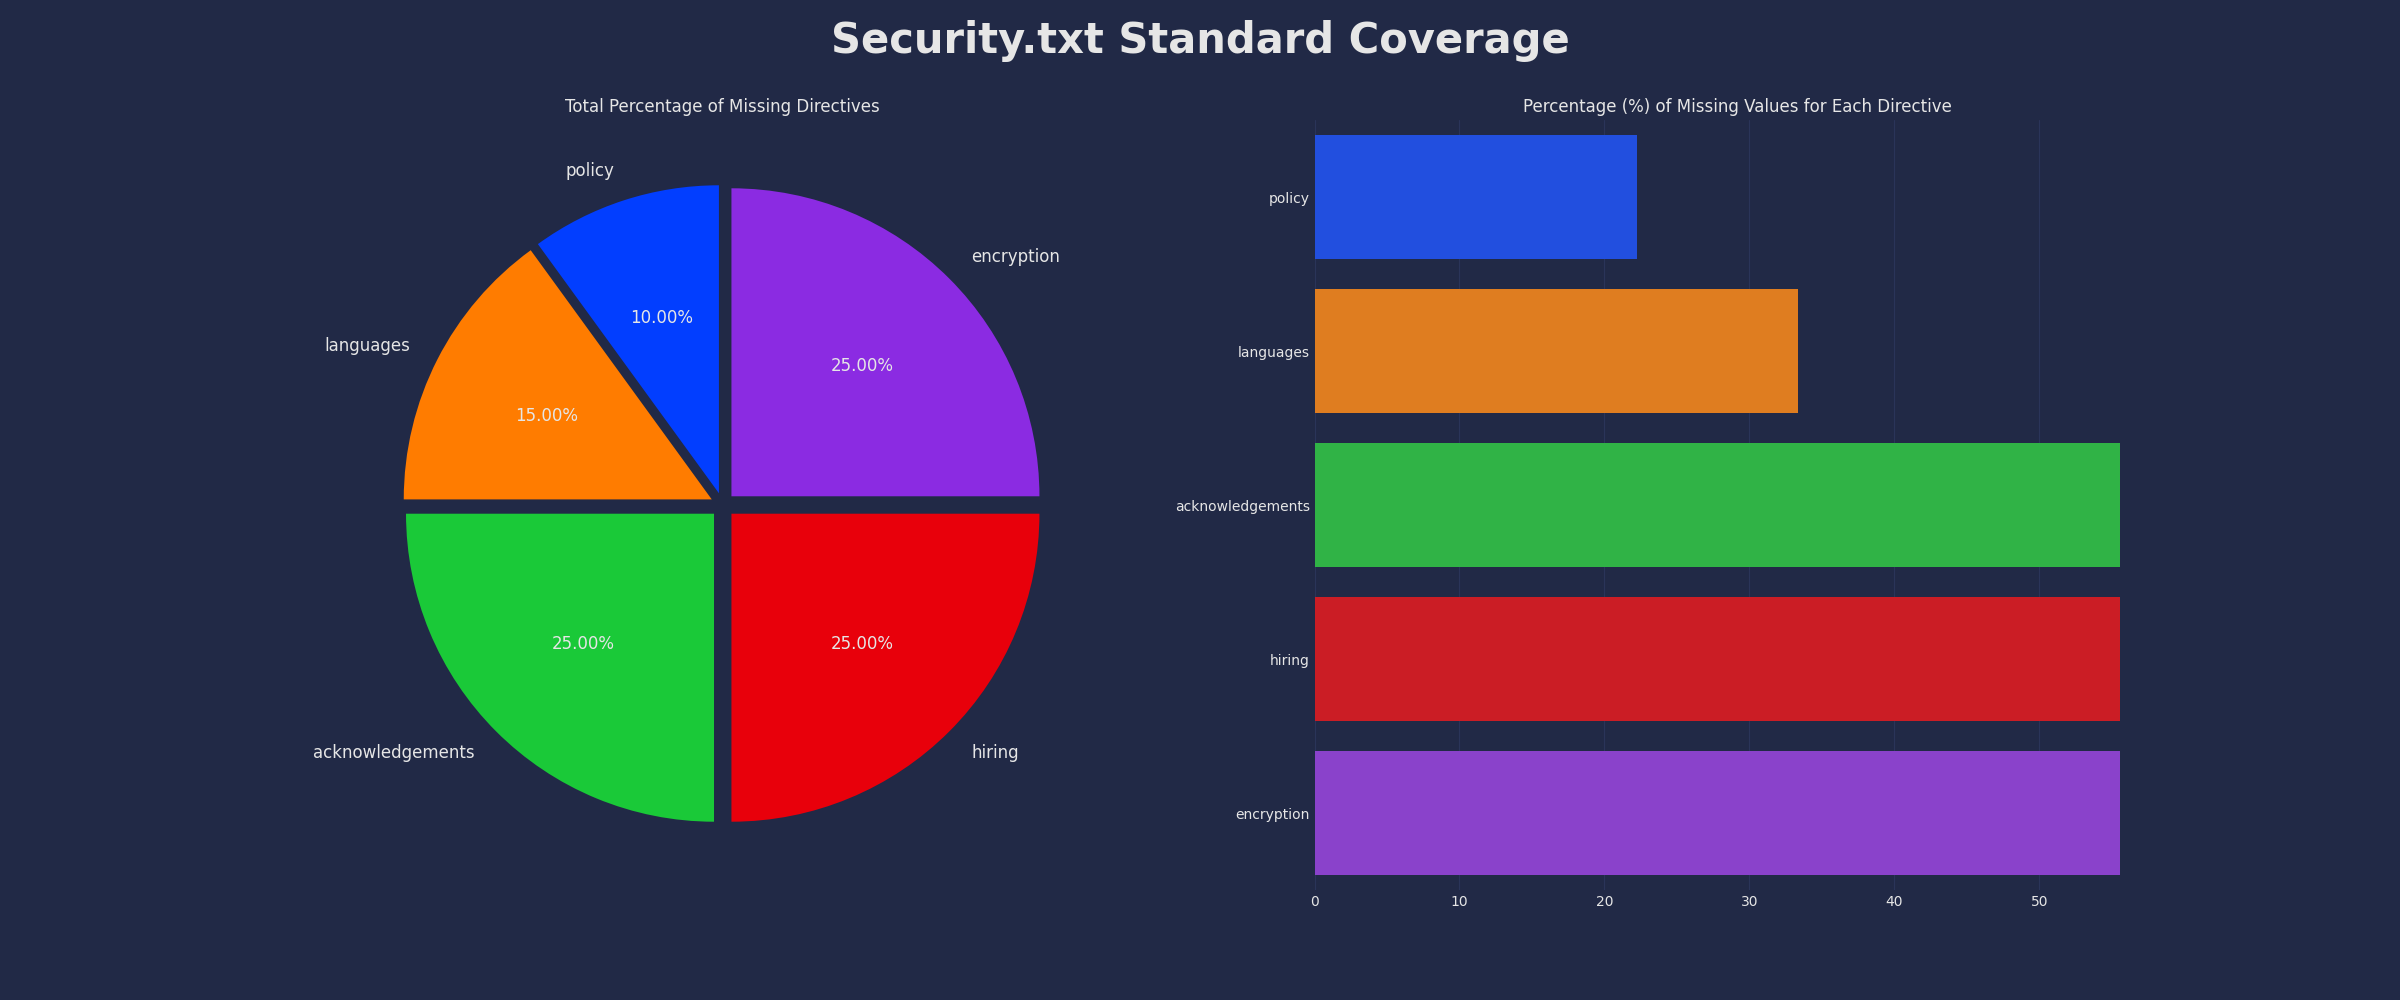 Security.txt Standard Coverage
Total Percentage of Missing Directives
policy
encryption
languages
10.00%
25.00%
15.00%
25.00%
25.00%
acknowledgements
hiring
Percentage (%) of Missing Values for Each Directive
policy
languages
acknowledgements
hiring
encryption
0 10 20 30 40 50